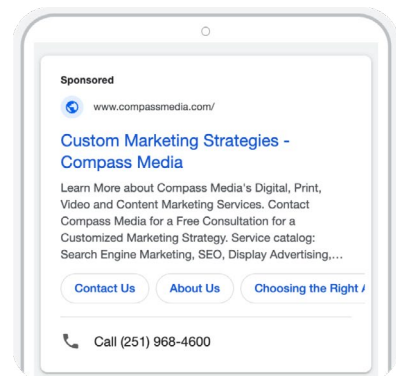 Sponsored
www.compassmedia.com/
Custom Marketing Strategies -
Compass Media
Learn More about Compass Media's Digital, Print,
Video and Content Marketing Services. Contact
Compass Media for a Free Consultation for a
Customized Marketing Strategy. Service catalog:
Search Engine Marketing, SEO, Display Advertising,...
Contact Us About Us Choosing the Right
Call (251) 968-4600